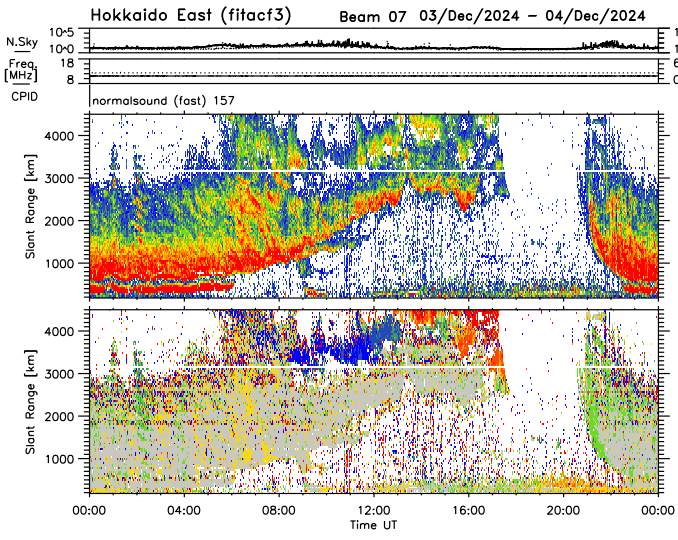 Hokkaido East (fitacf3) Beam 07 03/Dec/2024 - 04/Dec/2024
N.Sky 10^5 10^0 1 1
Freq. [MHz] 18 8 6 0
CPID normalsound (fast) 157
Slant Range [km] 4000 3000 2000 1000
Slant Range [km] 4000 3000 2000 1000
00:00 04:00 08:00 12:00 16:00 20:00 00:00
Time UT